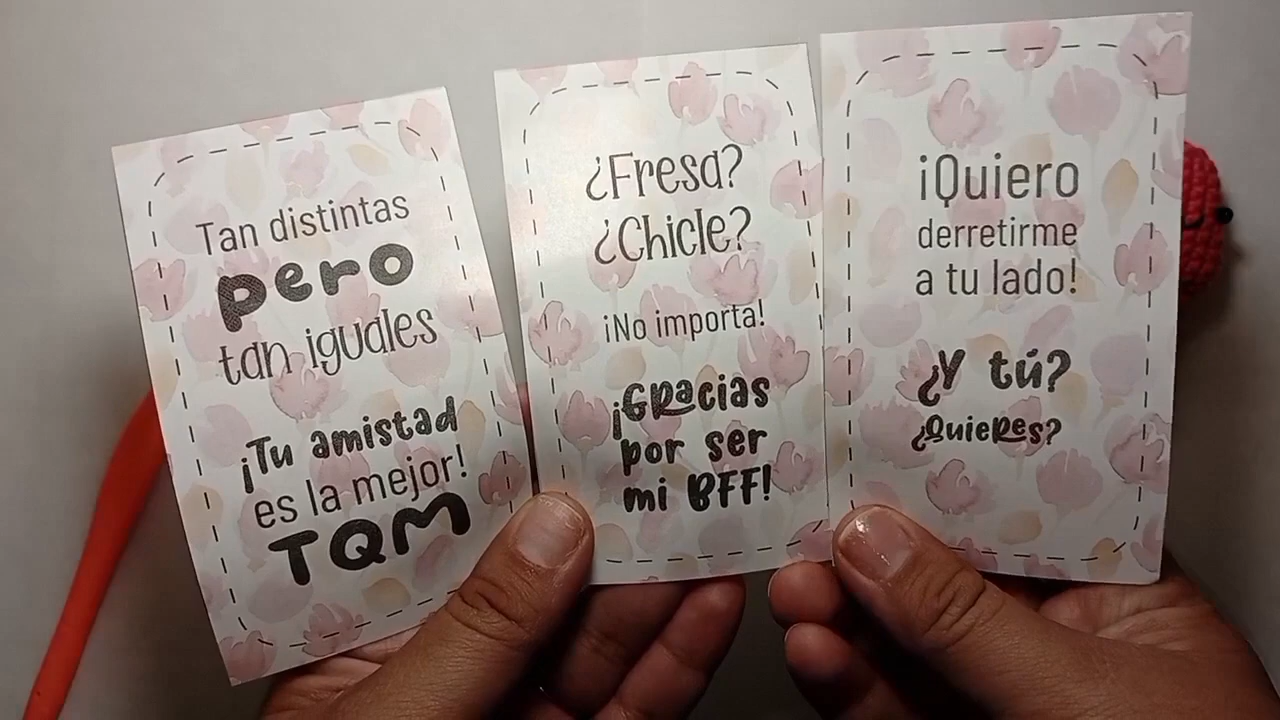 Tan distintas
pero
tan iguales
¡Tu amistad
es la mejor!
TQM
¿Fresa?
¿Chicle?
¡No importa!
¡Gracias
por ser
mi BFF!
¡Quiero
derretirme
a tu lado!
¿Y tú?
¿Quieres?